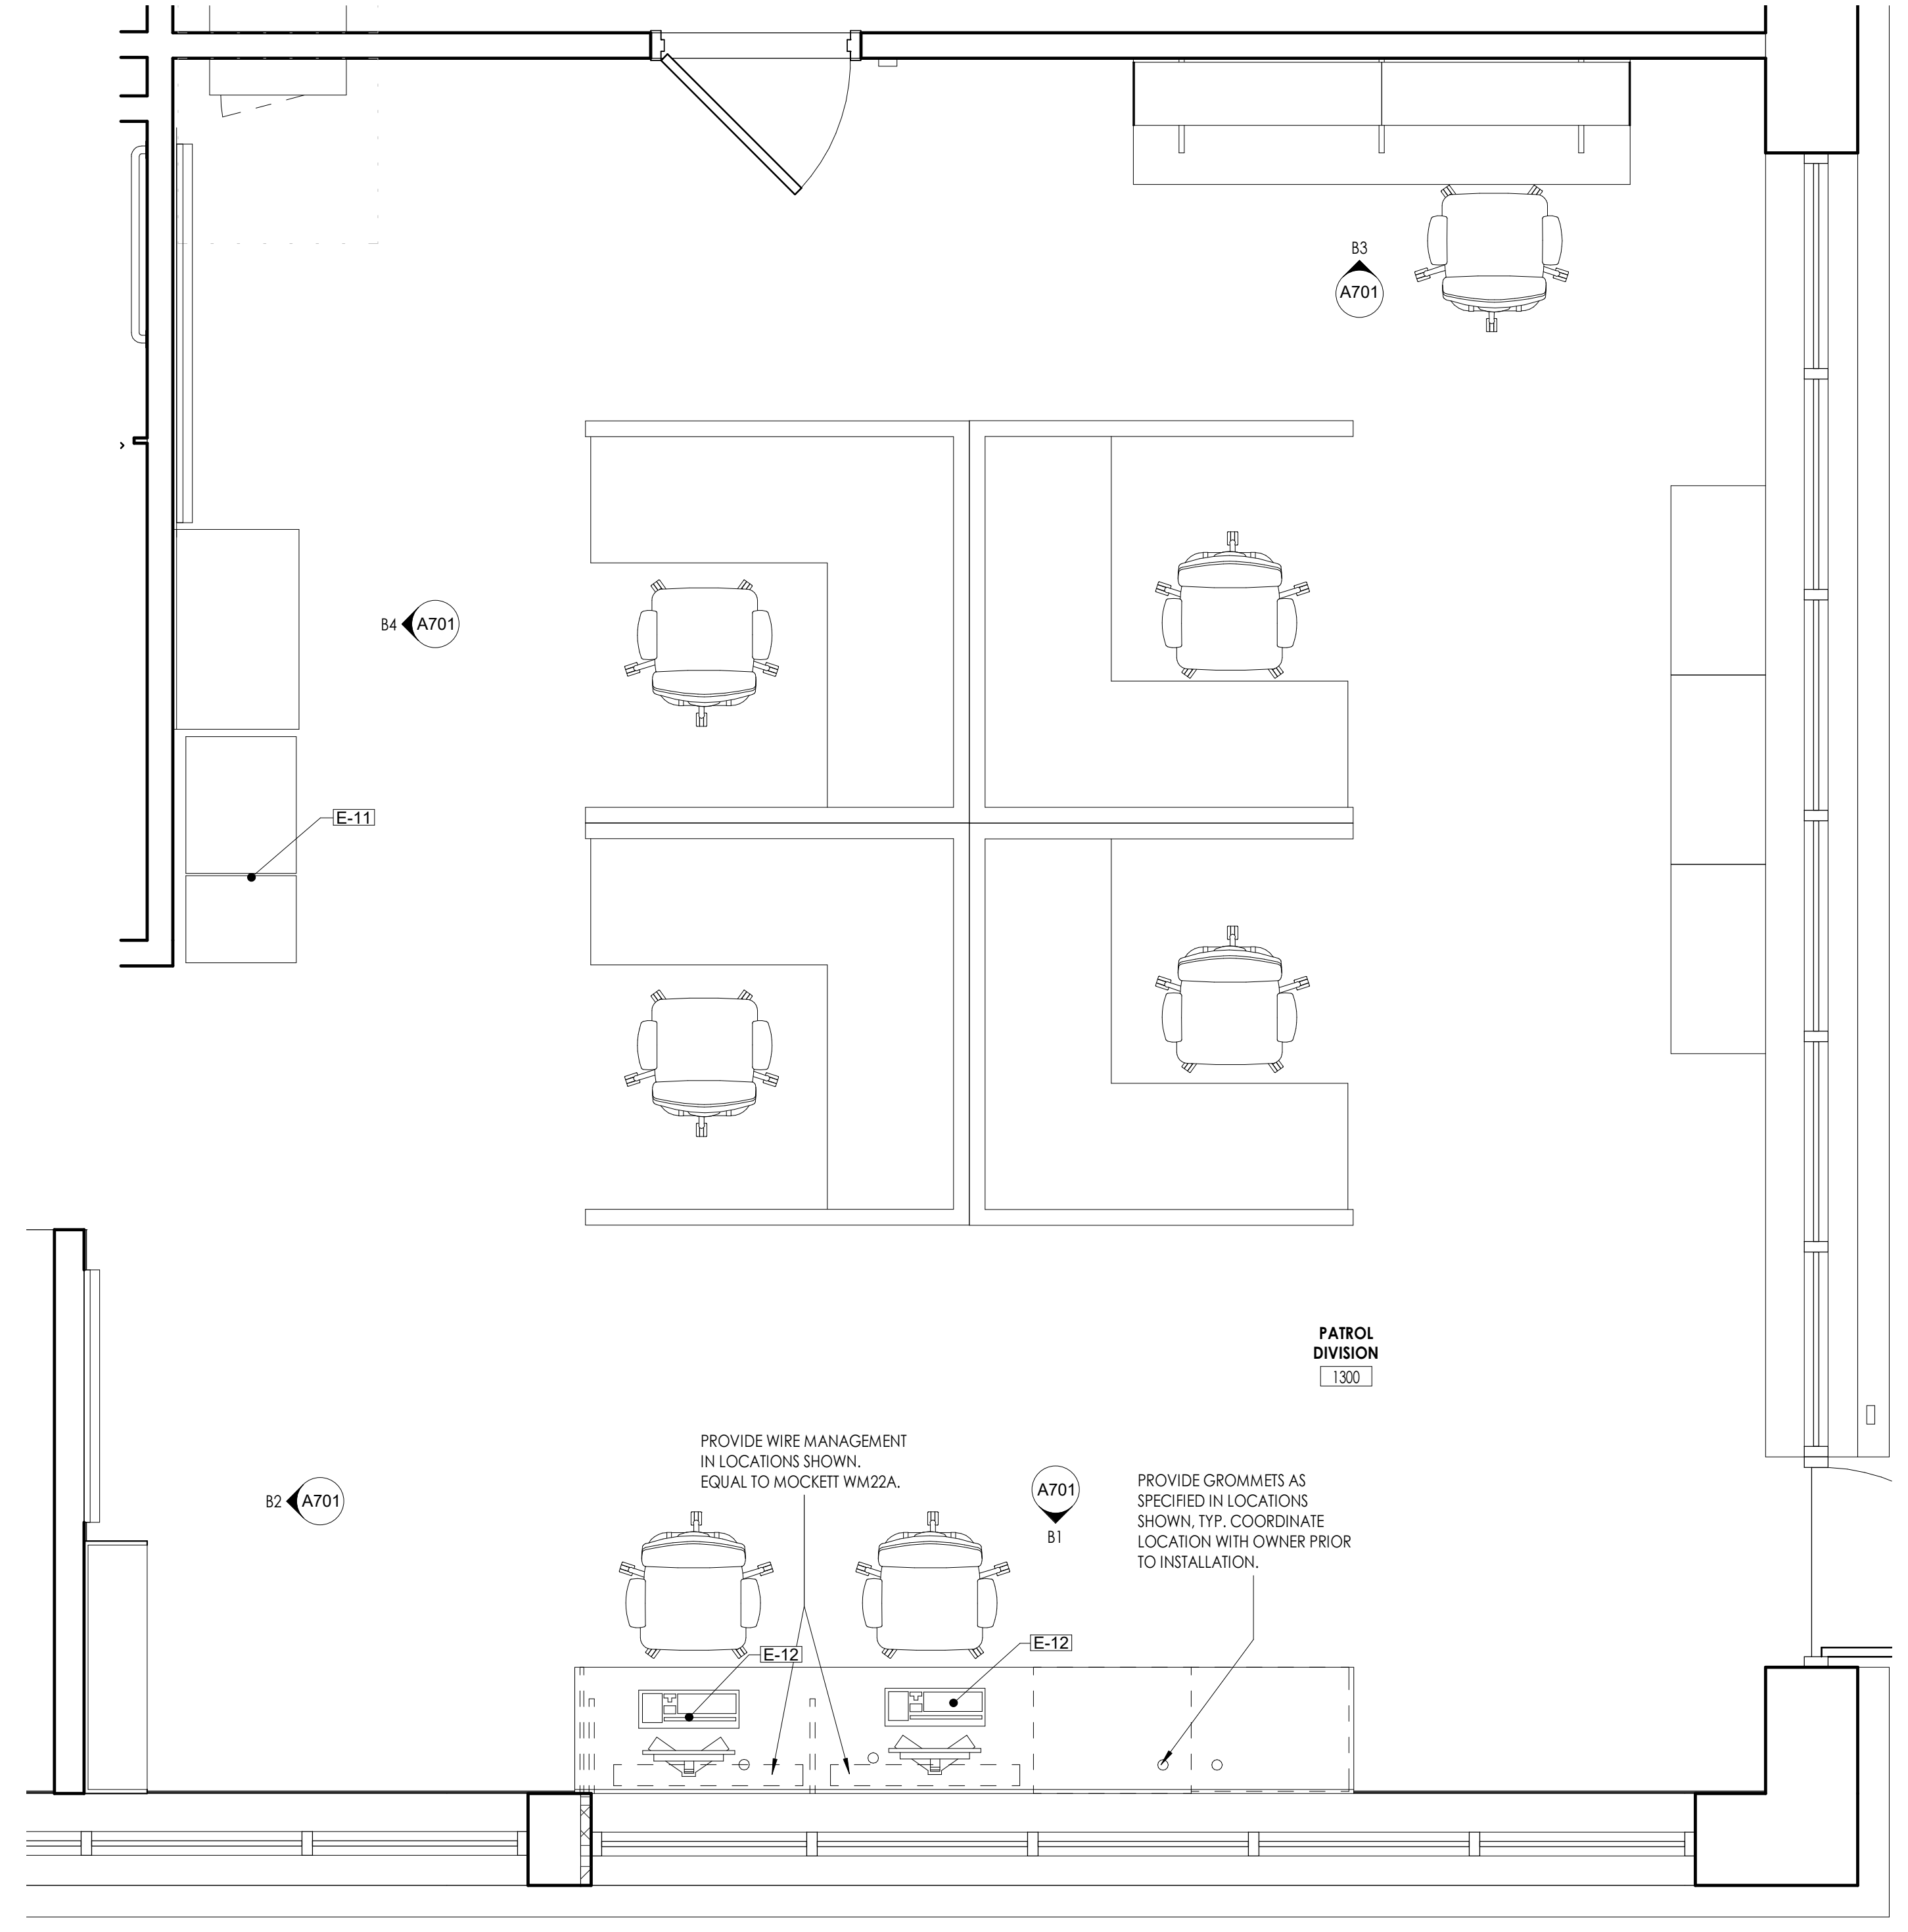 B3
A701
B4 A701
E-11
PATROL
DIVISION
1300
PROVIDE WIRE MANAGEMENT
IN LOCATIONS SHOWN.
EQUAL TO MOCKETT WM22A.
B2 A701
A701
B1
PROVIDE GROMMETS AS
SPECIFIED IN LOCATIONS
SHOWN, TYP. COORDINATE
LOCATION WITH OWNER PRIOR
TO INSTALLATION.
E-12
E-12